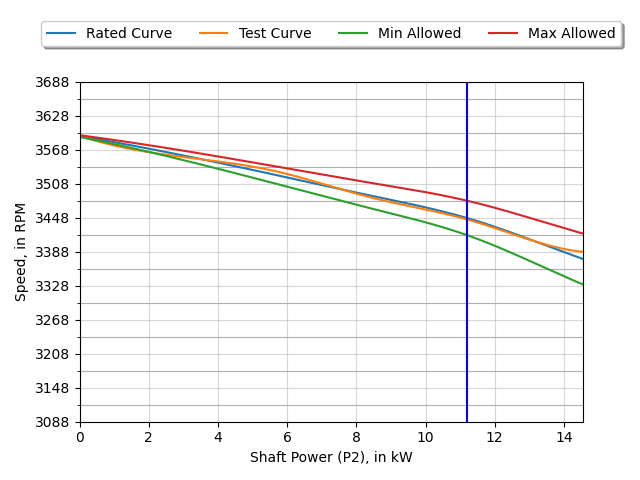 Rated Curve Test Curve Min Allowed Max Allowed
3688
3628
3568
3508
3448
3388
3328
3268
3208
3148
3088
Speed, in RPM
0 2 4 6 8 10 12 14
Shaft Power (P2), in kW